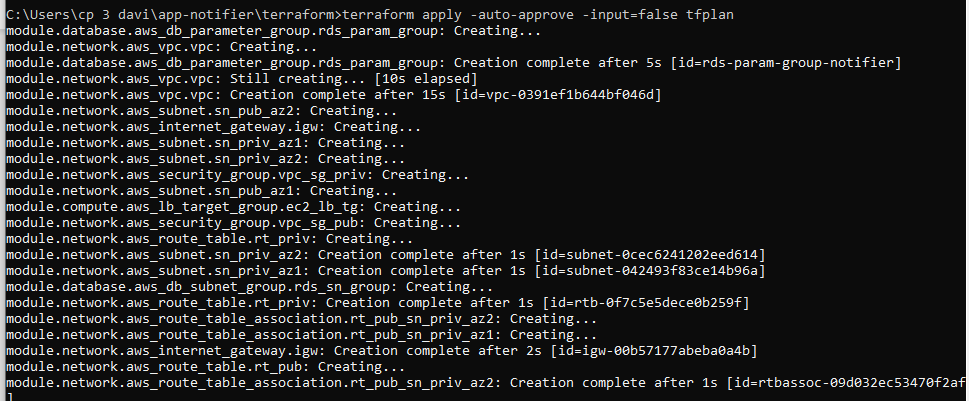 C:\Users\cp 3 davi\app-notifier\terraform>terraform apply -auto-approve -input=false tfplan
module.database.aws_db_parameter_group.rds_param_group: Creating...
module.network.aws_vpc.vpc: Creating...
module.database.aws_db_parameter_group.rds_param_group: Creation complete after 5s [id=rds-param-group-notifier]
module.network.aws_vpc.vpc: Still creating... [10s elapsed]
module.network.aws_vpc.vpc: Creation complete after 15s [id=vpc-0391ef1b644bf046d]
module.network.aws_subnet.sn_pub_az2: Creating...
module.network.aws_internet_gateway.igw: Creating...
module.network.aws_subnet.sn_priv_az1: Creating...
module.network.aws_subnet.sn_priv_az2: Creating...
module.network.aws_security_group.vpc_sg_priv: Creating...
module.network.aws_subnet.sn_pub_az1: Creating...
module.compute.aws_lb_target_group.ec2_lb_tg: Creating...
module.network.aws_security_group.vpc_sg_pub: Creating...
module.network.aws_route_table.rt_priv: Creating...
module.network.aws_subnet.sn_priv_az2: Creation complete after 1s [id=subnet-0cec6241202eed614]
module.network.aws_subnet.sn_priv_az1: Creation complete after 1s [id=subnet-042493f83ce14b96a]
module.database.aws_db_subnet_group.rds_sn_group: Creating...
module.network.aws_route_table.rt_priv: Creation complete after 1s [id=rtb-0f7c5e5dece0b259f]
module.network.aws_route_table_association.rt_pub_sn_priv_az2: Creating...
module.network.aws_route_table_association.rt_pub_sn_priv_az1: Creating...
module.network.aws_internet_gateway.igw: Creation complete after 2s [id=igw-00b57177abeba0a4b]
module.network.aws_route_table.rt_pub: Creating...
module.network.aws_route_table_association.rt_pub_sn_priv_az2: Creation complete after 1s [id=rtbassoc-09d032ec53470f2af
]